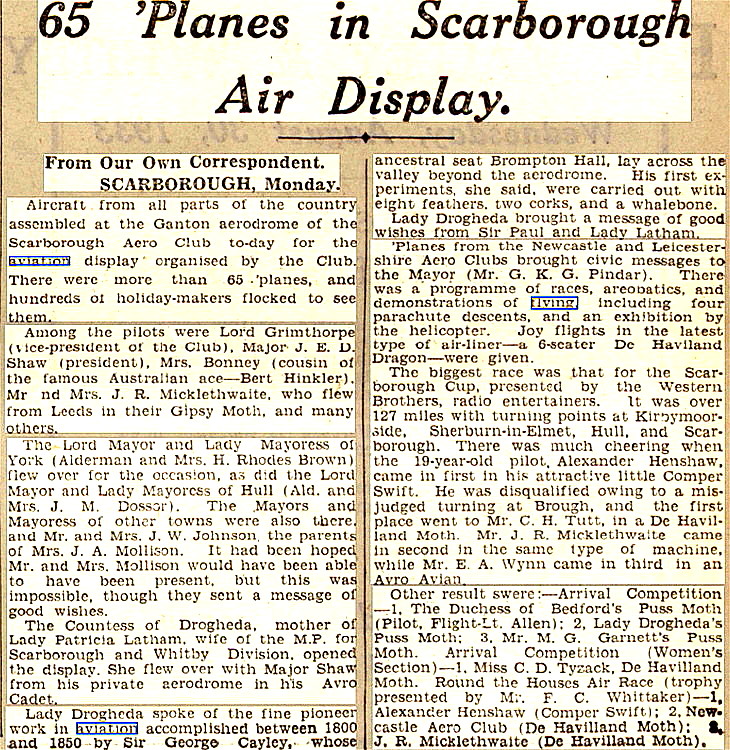 65 'Planes in Scarborough
Air Display.
From Our Own Correspondent.
SCARBOROUGH, Monday.
Aircraft from all parts of the country
assembled at the Ganton aerodrome of the
Scarborough Aero Club to-day for the
aviation display organised by the Club.
There were more than 65 'planes, and
hundreds of holiday-makers flocked to see
them.
Among the pilots were Lord Grimthorpe
(vice-president of the Club), Major J. E. D.
Shaw (president), Mrs. Bonney (cousin of
the famous Australian ace—Bert Hinkler),
Mr nd Mrs. J. R. Micklethwaite, who flew
from Leeds in their Gipsy Moth, and many
others.
The Lord Mayor and Lady Mayoress of
York (Alderman and Mrs. H. Rhodes Brown)
flew over for the occasion, as did the Lord
Mayor and Lady Mayoress of Hull (Ald. and
Mrs. J. M. Dossor). The Mayors and
Mayoress of other towns were also there,
and Mr. and Mrs. J. W. Johnson, the parents
of Mrs. J. A. Mollison. It had been hoped
Mr. and Mrs. Mollison would have been able
to have been present, but this was
impossible, though they sent a message of
good wishes.
The Countess of Drogheda, mother of
Lady Patricia Latham, wife of the M.P. for
Scarborough and Whitby Division, opened
the display. She flew over with Major Shaw
from his private aerodrome in his Avro
Cadet.
Lady Drogheda spoke of the fine pioneer
work in aviation accomplished between 1800
and 1850 by Sir George Cayley, whose
ancestral seat Brompton Hall, lay across the
valley beyond the aerodrome. His first ex-
periments, she said, were carried out with
eight feathers, two corks, and a whalebone.
Lady Drogheda brought a message of good
wishes from Sir Paul and Lady Latham.
'Planes from the Newcastle and Leicester-
shire Aero Clubs brought civic messages to
the Mayor (Mr. G. K. G. Pindar). There
was a programme of races, areobatics, and
demonstrations of flying, including four
parachute descents, and an exhibition by
the helicopter. Joy flights in the latest
type of air-liner—a 6-seater De Haviland
Dragon—were given.
The biggest race was that for the Scar-
borough Cup, presented by the Western
Brothers, radio entertainers. It was over
127 miles with turning points at Kirbymoor-
side, Sherburn-in-Elmet, Hull, and Scar-
borough. There was much cheering when
the 19-year-old pilot, Alexander Henshaw,
came in first in his attractive little Comper
Swift. He was disqualified owing to a mis-
judged turning at Brough, and the first
place went to Mr. C. H. Tutt, in a De Havil-
land Moth. Mr. J. R. Micklethwaite came
in second in the same type of machine,
while Mr. E. A. Wynn came in third in an
Avro Avian.
Other result swere:—Arrival Competition
—1, The Duchess of Bedford's Puss Moth
(Pilot, Flight-Lt. Allen); 2, Lady Drogheda's
Puss Moth; 3, Mr. M. G. Garnett's Puss
Moth. Arrival Competition (Women's
Section)—1, Miss C. D. Tyzack, De Havilland
Moth. Round the Houses Air Race (trophy
presented by Mr. F. C. Whittaker)—1,
Alexander Henshaw (Comper Swift); 2, New-
castle Aero Club (De Havilland Moth); 3,
J. R. Micklethwaite (De Havilland Moth).